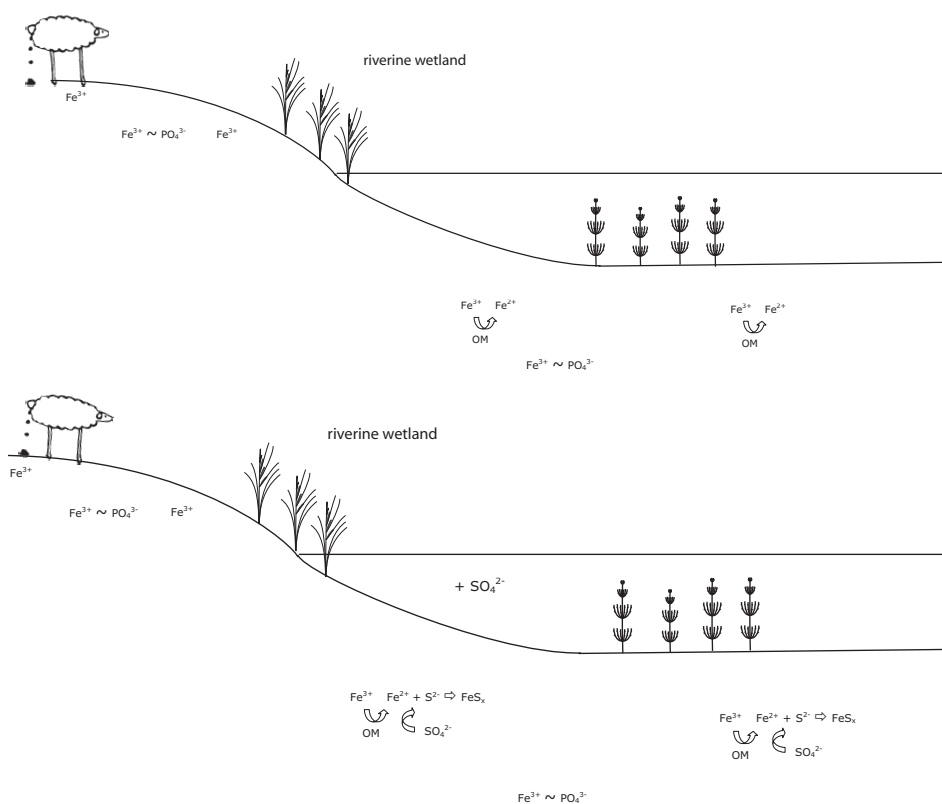 riverine wetland
Fe³⁺
Fe³⁺ ~ PO₄³⁻ Fe³⁺
Fe³⁺ Fe²⁺ Fe³⁺ Fe²⁺
OM OM
Fe³⁺ ~ PO₄³⁻
riverine wetland
Fe³⁺
Fe³⁺ ~ PO₄³⁻ Fe³⁺
+ SO₄²⁻
Fe³⁺ Fe²⁺ + S²⁻ ⇨ FeSₓ
OM SO₄²⁻
Fe³⁺ Fe²⁺ + S²⁻ ⇨ FeSₓ
OM SO₄²⁻
Fe³⁺ ~ PO₄³⁻